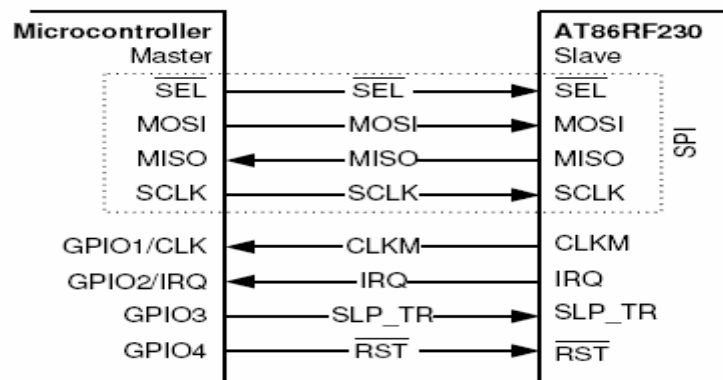 Microcontroller AT86RF230
Master Slave
SEL SEL SEL
MOSI MOSI MOSI
MISO MISO MISO
SCLK SCLK SCLK
SPI
GPIO1/CLK CLKM CLKM
GPIO2/IRQ IRQ IRQ
GPIO3 SLP_TR SLP_TR
GPIO4 RST RST